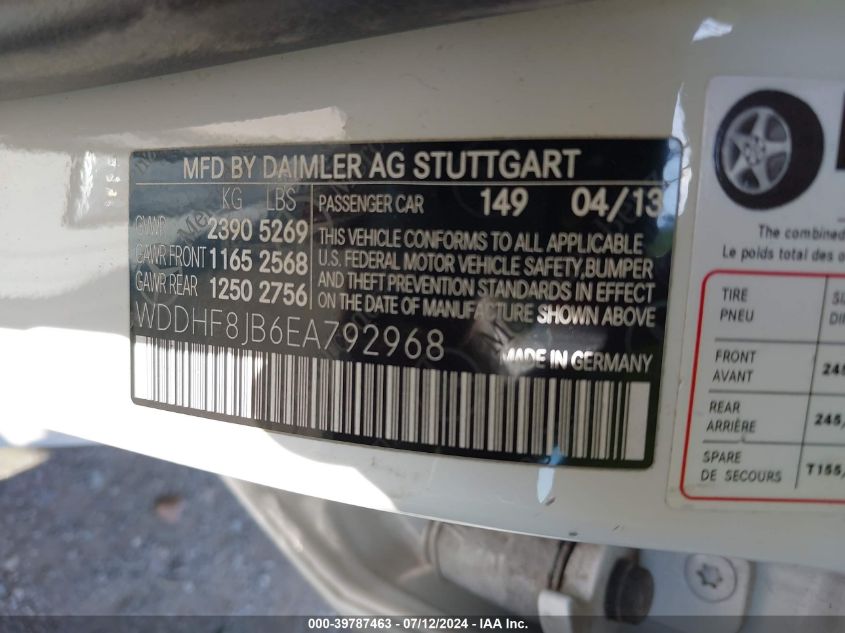 MFD BY DAIMLER AG STUTTGART
KG LBS
PASSENGER CAR 149 04/13
GVWR 2390 5269
GAWR FRONT 1165 2568
GAWR REAR 1250 2756
THIS VEHICLE CONFORMS TO ALL APPLICABLE
U.S. FEDERAL MOTOR VEHICLE SAFETY,BUMPER
AND THEFT PREVENTION STANDARDS IN EFFECT
ON THE DATE OF MANUFACTURE SHOWN ABOVE
WDDHF8JB6EA792968
MADE IN GERMANY
The combined
Le poids total des
TIRE
PNEU
FRONT
AVANT
REAR 245,
ARRIÈRE
SPARE T155,
DE SECOURS
000-39787463 - 07/12/2024 - IAA Inc.